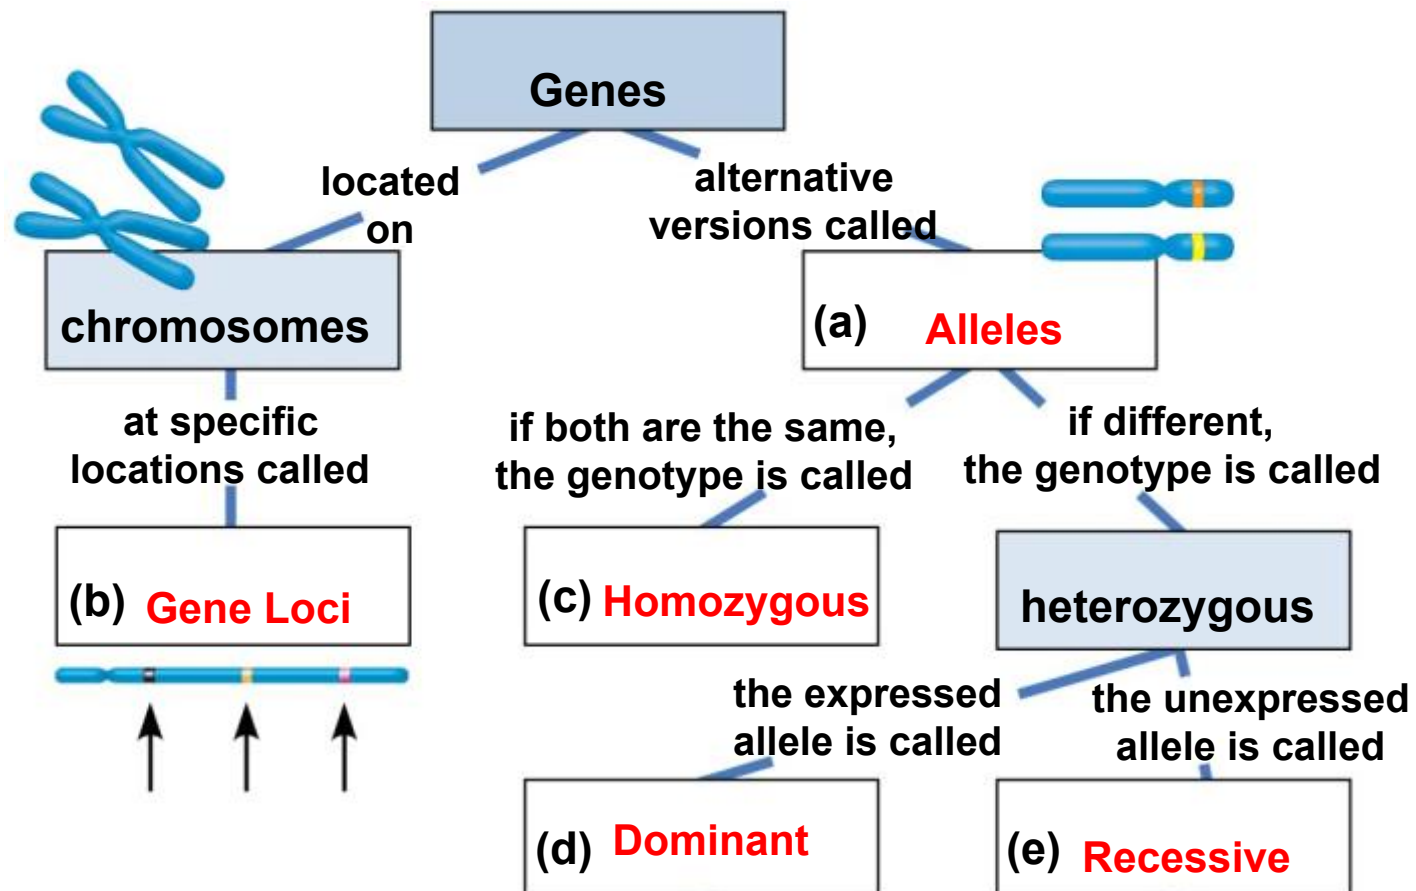 Genes
located
on
alternative
versions called
chromosomes
(a) Alleles
at specific
locations called
if both are the same,
the genotype is called
if different,
the genotype is called
(b) Gene Loci
(c) Homozygous
heterozygous
the expressed
allele is called
the unexpressed
allele is called
(d) Dominant
(e) Recessive